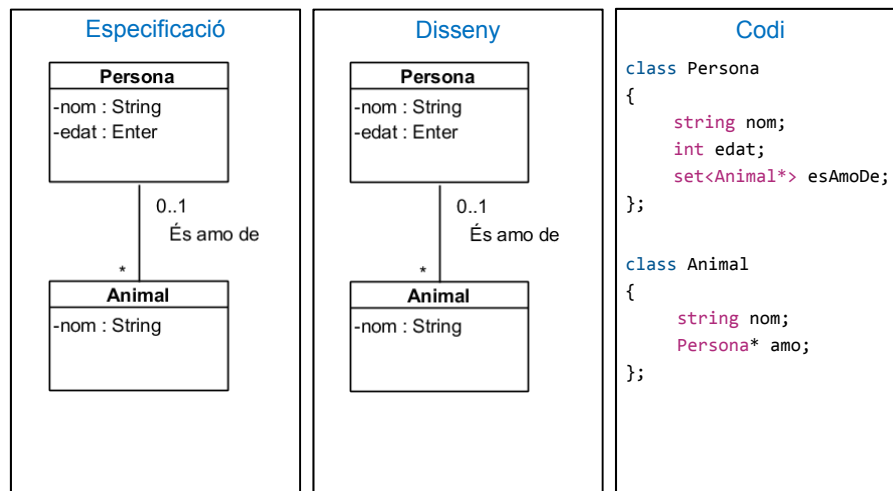 Especificació
Persona
-nom : String
-edat : Enter
0..1
És amo de
*
Animal
-nom : String
Disseny
Persona
-nom : String
-edat : Enter
0..1
És amo de
*
Animal
-nom : String
Codi
class Persona
{
string nom;
int edat;
set<Animal*> esAmoDe;
};
class Animal
{
string nom;
Persona* amo;
};